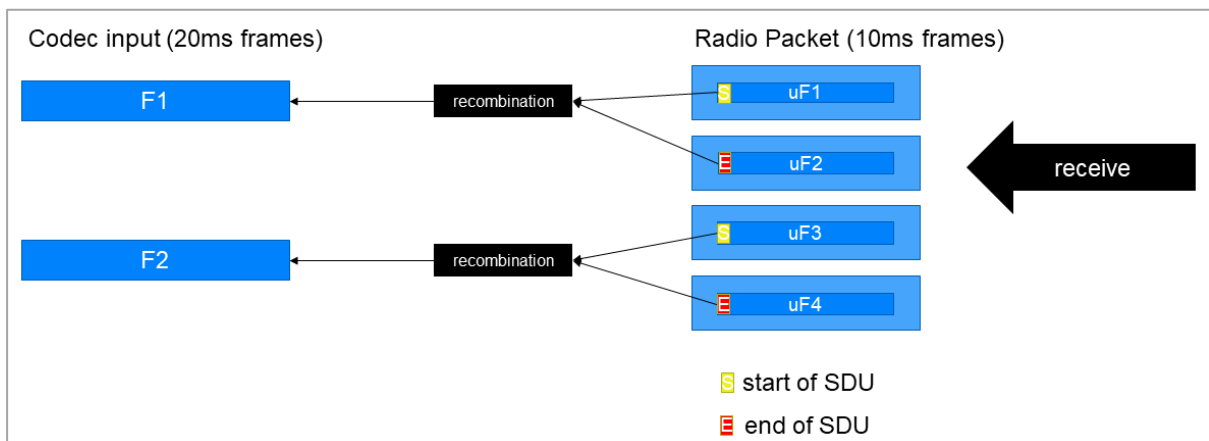 Codec input (20ms frames)
Radio Packet (10ms frames)
F1
recombination
S
uF1
E
uF2
receive
F2
recombination
S
uF3
E
uF4
S start of SDU
E end of SDU